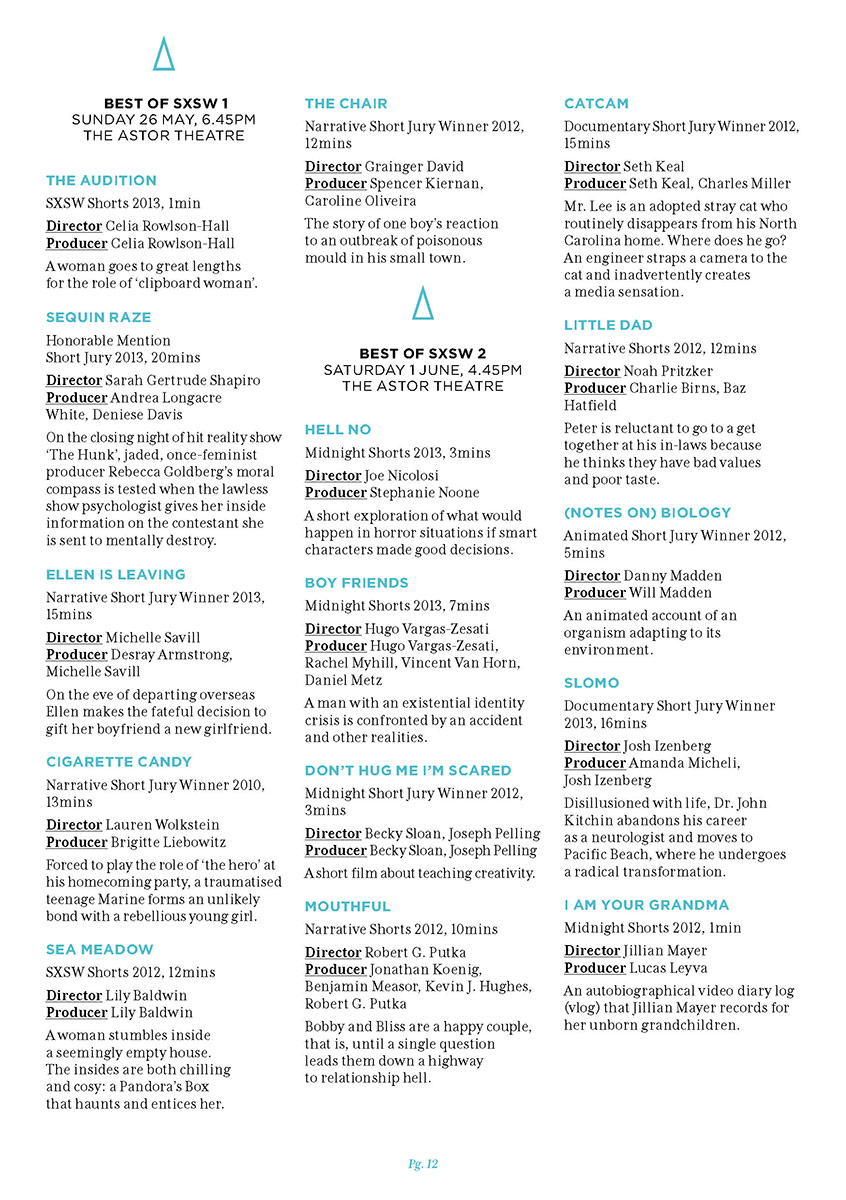 BEST OF SXSW 1
SUNDAY 26 MAY, 6.45PM
THE ASTOR THEATRE
THE AUDITION
SXSW Shorts 2013, 1min
Director Celia Rowlson-Hall
Producer Celia Rowlson-Hall
A woman goes to great lengths
for the role of ‘clipboard woman’.
SEQUIN RAZE
Honorable Mention
Short Jury 2013, 20mins
Director Sarah Gertrude Shapiro
Producer Andrea Longacre
White, Deniese Davis
On the closing night of hit reality show
‘The Hunk’, jaded, once-feminist
producer Rebecca Goldberg’s moral
compass is tested when the lawless
show psychologist gives her inside
information on the contestant she
is sent to mentally destroy.
ELLEN IS LEAVING
Narrative Short Jury Winner 2013,
15mins
Director Michelle Savill
Producer Desray Armstrong,
Michelle Savill
On the eve of departing overseas
Ellen makes the fateful decision to
gift her boyfriend a new girlfriend.
CIGARETTE CANDY
Narrative Short Jury Winner 2010,
13mins
Director Lauren Wolkstein
Producer Brigitte Liebowitz
Forced to play the role of ‘the hero’ at
his homecoming party, a traumatised
teenage Marine forms an unlikely
bond with a rebellious young girl.
SEA MEADOW
SXSW Shorts 2012, 12mins
Director Lily Baldwin
Producer Lily Baldwin
A woman stumbles inside
a seemingly empty house.
The insides are both chilling
and cosy: a Pandora’s Box
that haunts and entices her.
THE CHAIR
Narrative Short Jury Winner 2012,
12mins
Director Grainger David
Producer Spencer Kiernan,
Caroline Oliveira
The story of one boy’s reaction
to an outbreak of poisonous
mould in his small town.
BEST OF SXSW 2
SATURDAY 1 JUNE, 4.45PM
THE ASTOR THEATRE
HELL NO
Midnight Shorts 2013, 3mins
Director Joe Nicolosi
Producer Stephanie Noone
A short exploration of what would
happen in horror situations if smart
characters made good decisions.
BOY FRIENDS
Midnight Shorts 2013, 7mins
Director Hugo Vargas-Zesati
Producer Hugo Vargas-Zesati,
Rachel Myhill, Vincent Van Horn,
Daniel Metz
A man with an existential identity
crisis is confronted by an accident
and other realities.
DON’T HUG ME I’M SCARED
Midnight Short Jury Winner 2012,
3mins
Director Becky Sloan, Joseph Pelling
Producer Becky Sloan, Joseph Pelling
A short film about teaching creativity.
MOUTHFUL
Narrative Shorts 2012, 10mins
Director Robert G. Putka
Producer Jonathan Koenig,
Benjamin Measor, Kevin J. Hughes,
Robert G. Putka
Bobby and Bliss are a happy couple,
that is, until a single question
leads them down a highway
to relationship hell.
CATCAM
Documentary Short Jury Winner 2012,
15mins
Director Seth Keal
Producer Seth Keal, Charles Miller
Mr. Lee is an adopted stray cat who
routinely disappears from his North
Carolina home. Where does he go?
An engineer straps a camera to the
cat and inadvertently creates
a media sensation.
LITTLE DAD
Narrative Shorts 2012, 12mins
Director Noah Pritzker
Producer Charlie Birns, Baz
Hatfield
Peter is reluctant to go to a get
together at his in-laws because
he thinks they have bad values
and poor taste.
(NOTES ON) BIOLOGY
Animated Short Jury Winner 2012,
5mins
Director Danny Madden
Producer Will Madden
An animated account of an
organism adapting to its
environment.
SLOMO
Documentary Short Jury Winner
2013, 16mins
Director Josh Izenberg
Producer Amanda Micheli,
Josh Izenberg
Disillusioned with life, Dr. John
Kitchin abandons his career
as a neurologist and moves to
Pacific Beach, where he undergoes
a radical transformation.
I AM YOUR GRANDMA
Midnight Shorts 2012, 1min
Director Jillian Mayer
Producer Lucas Leyva
An autobiographical video diary log
(vlog) that Jillian Mayer records for
her unborn grandchildren.
Pg. 12